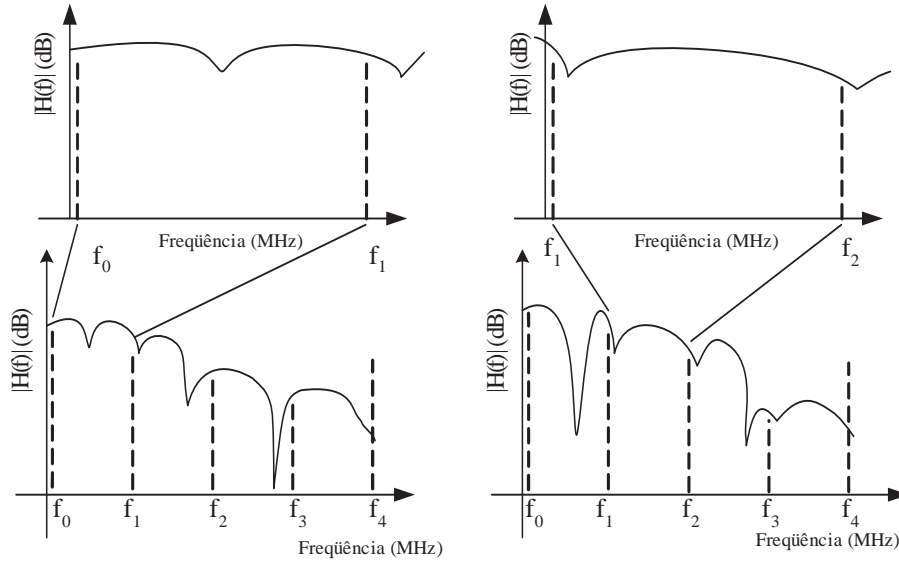 |H(f)| (dB)
Freqüência (MHz)
f0
f1
|H(f)| (dB)
Freqüência (MHz)
f1
f2
|H(f)| (dB)
f0
f1
f2
f3
f4
Freqüência (MHz)
|H(f)| (dB)
f0
f1
f2
f3
f4
Freqüência (MHz)